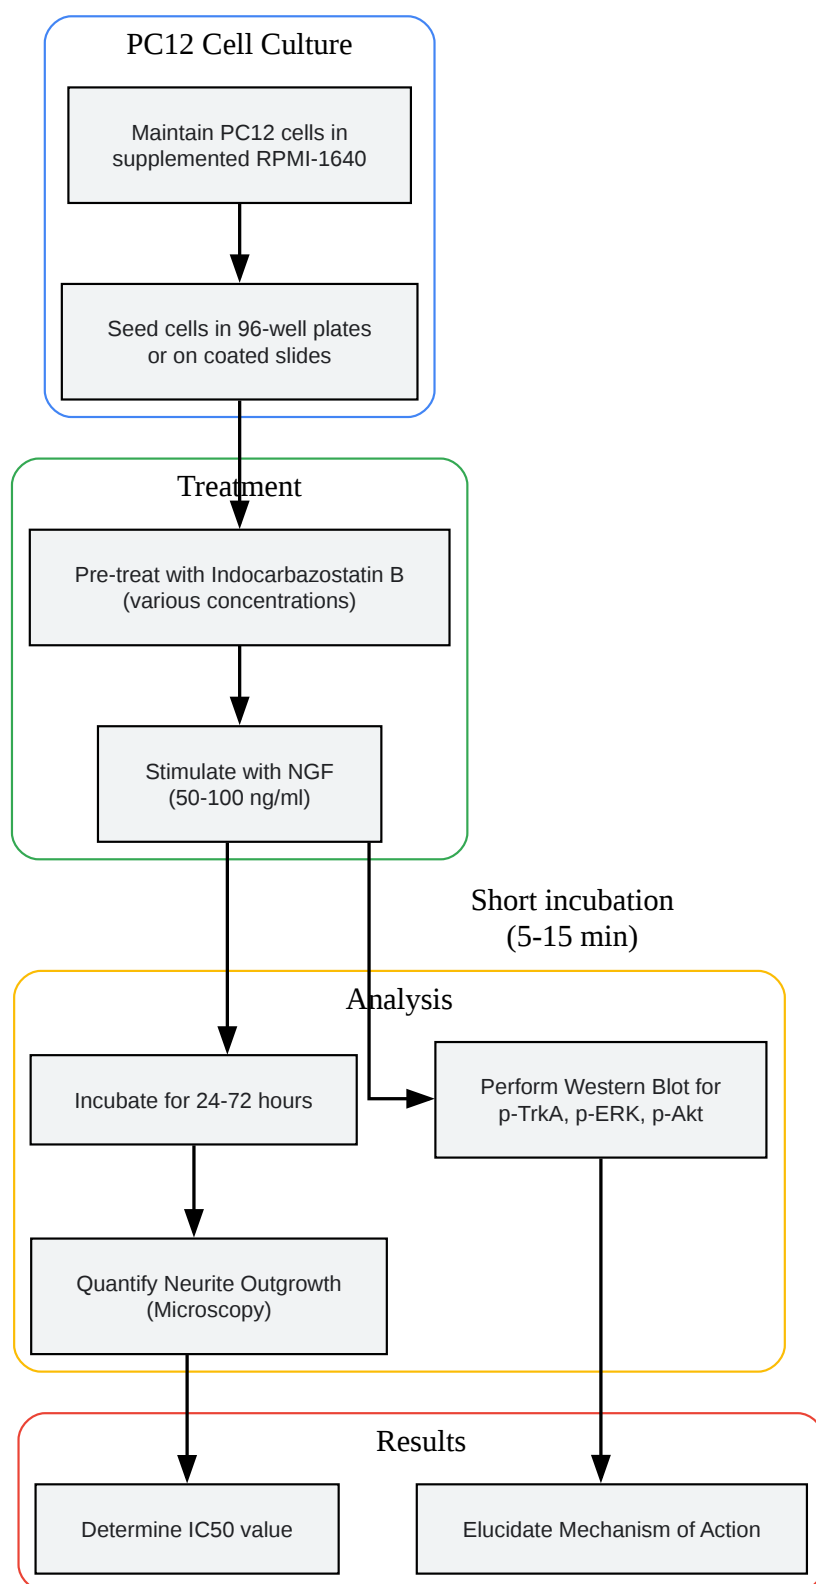 PC12 Cell Culture
Maintain PC12 cells in
supplemented RPMI-1640
Seed cells in 96-well plates
or on coated slides
Treatment
Pre-treat with Indocarbazostatin B
(various concentrations)
Stimulate with NGF
(50-100 ng/ml)
Short incubation
(5-15 min)
Analysis
Incubate for 24-72 hours
Perform Western Blot for
p-TrkA, p-ERK, p-Akt
Quantify Neurite Outgrowth
(Microscopy)
Results
Determine IC50 value
Elucidate Mechanism of Action